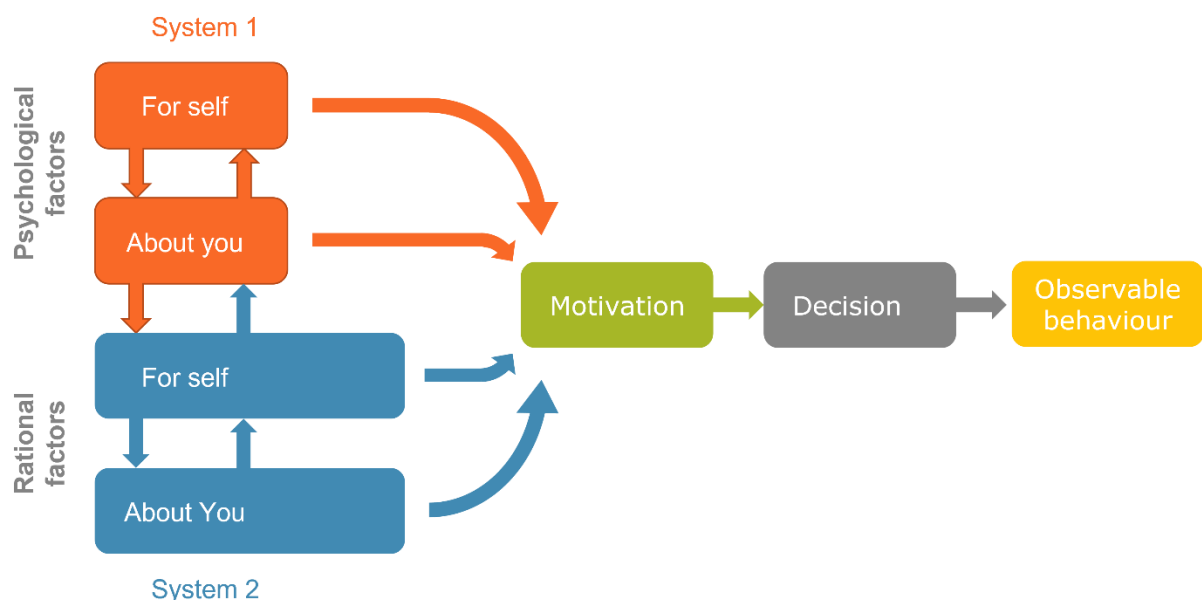 System 1
Psychological
factors
For self
About you
Rational
factors
For self
About You
System 2
Motivation
Decision
Observable
behaviour